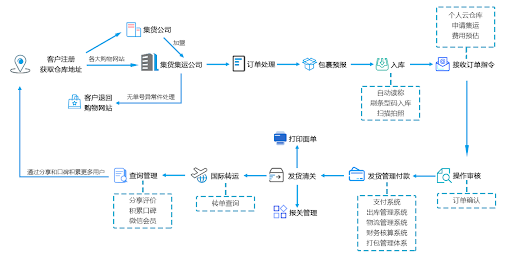 集货公司
加盟
客户注册
获取仓库地址
各大购物网站
集货集运公司
无单号异常件处理
客户退回
购物网站
订单处理
包裹预报
入库
自动读称
刷条型码入库
扫描拍照
个人云仓库
申请集运
费用预估
接收订单指令
操作审核
订单确认
发货管理付款
支付系统
出库管理系统
物流管理系统
财务核算系统
打包管理体系
打印面单
发货清关
报关管理
国际转运
转单查询
查询管理
分享评价
积累口碑
微信会员
通过分享和口碑积累更多用户